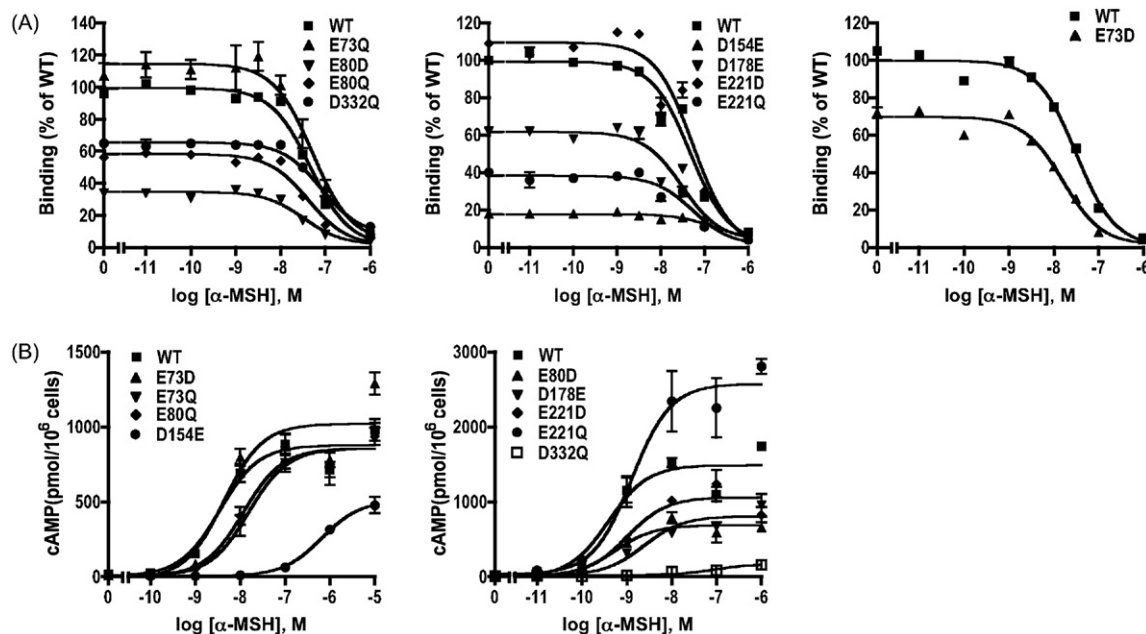 (A)
Binding (% of WT)
140
120
100
80
60
40
20
0
WT
E73Q
E80D
E80Q
D332Q
0 -11 -10 -9 -8 -7 -6
log [α-MSH], M
Binding (% of WT)
120
100
80
60
40
20
0
WT
D154E
D178E
E221D
E221Q
0 -11 -10 -9 -8 -7 -6
log [α-MSH], M
Binding (% of WT)
120
100
80
60
40
20
0
WT
E73D
0 -11 -10 -9 -8 -7 -6
log [α-MSH], M
(B)
cAMP(pmol/10⁶ cells)
1500
1000
500
0
WT
E73D
E73Q
E80Q
D154E
0 -10 -9 -8 -7 -6 -5
log [α-MSH], M
cAMP(pmol/10⁶ cells)
3000
2000
1000
0
WT
E80D
D178E
E221D
E221Q
D332Q
0 -11 -10 -9 -8 -7 -6
log [α-MSH], M